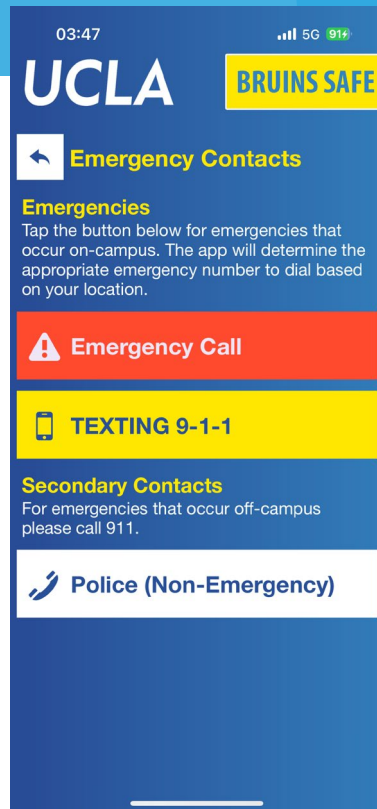 03:47 5G 91
UCLA BRUINS SAFE
Emergency Contacts
Emergencies
Tap the button below for emergencies that
occur on-campus. The app will determine the
appropriate emergency number to dial based
on your location.
Emergency Call
TEXTING 9-1-1
Secondary Contacts
For emergencies that occur off-campus
please call 911.
Police (Non-Emergency)